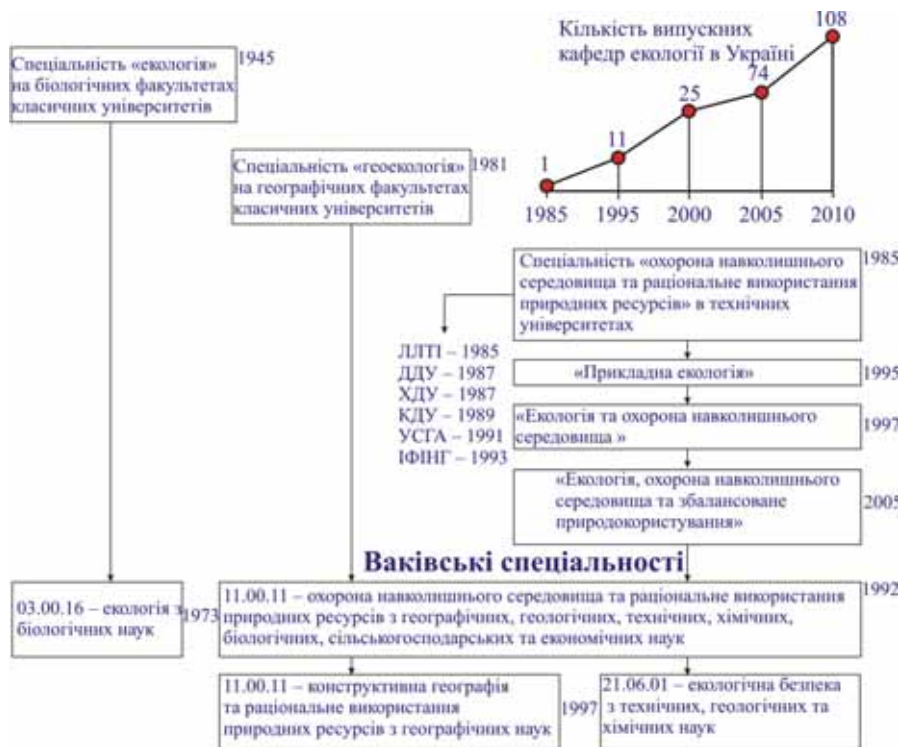 Спеціальність «екологія»
на біологічних факультетах
класичних університетів
1945
Спеціальність «геоекологія»
на географічних факультетах
класичних університетів
1981
Кількість випускних
кафедр екології в Україні
1
11
25
74
108
1985
1995
2000
2005
2010
Спеціальність «охорона навколишнього
середовища та раціональне використання
природних ресурсів» в технічних
університетах
1985
ЛЛТІ – 1985
ДДУ – 1987
ХДУ – 1987
КДУ – 1989
УСГА – 1991
ІФІНГ – 1993
«Прикладна екологія»
1995
«Екологія та охорона навколишнього
середовища »
1997
«Екологія, охорона навколишнього
середовища та збалансоване
природокористування»
2005
Ваківські спеціальності
03.00.16 – екологія з
біологічних наук
1973
11.00.11 – охорона навколишнього середовища та раціональне використання
природних ресурсів з географічних, геологічних, технічних, хімічних,
біологічних, сільськогосподарських та економічних наук
1992
11.00.11 – конструктивна географія
та раціональне використання
природних ресурсів з географічних наук
1997
21.06.01 – екологічна безпека
з технічних, геологічних та
хімічних наук